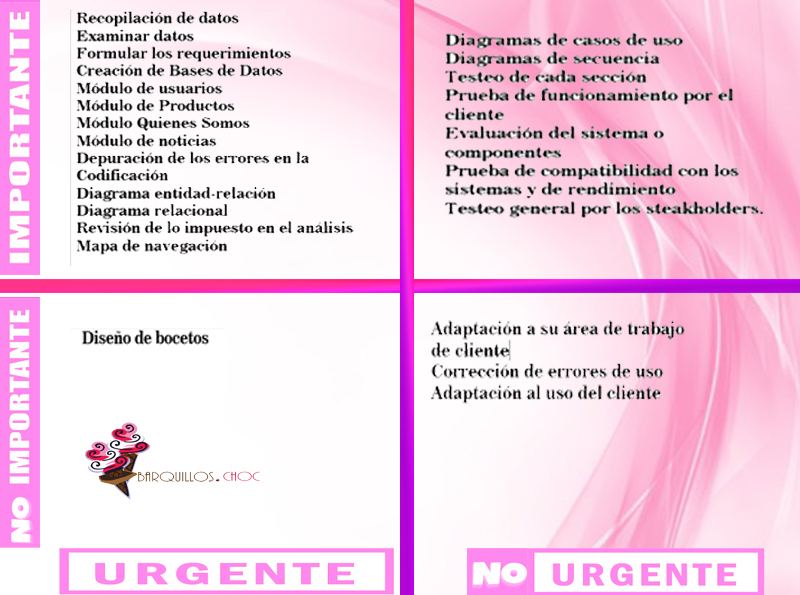 IMPORTANTE
Recopilación de datos
Examinar datos
Formular los requerimientos
Creación de Bases de Datos
Módulo de usuarios
Módulo de Productos
Módulo Quienes Somos
Módulo de noticias
Depuración de los errores en la
Codificación
Diagrama entidad-relación
Diagrama relacional
Revisión de lo impuesto en el análisis
Mapa de navegación
Diagramas de casos de uso
Diagramas de secuencia
Testeo de cada sección
Prueba de funcionamiento por el
cliente
Evaluación del sistema o
componentes
Prueba de compatibilidad con los
sistemas y de rendimiento
Testeo general por los steakholders.
NO IMPORTANTE
Diseño de bocetos
BARQUILLOS.CHOC
Adaptación a su área de trabajo
de cliente
Corrección de errores de uso
Adaptación al uso del cliente
URGENTE
NO URGENTE